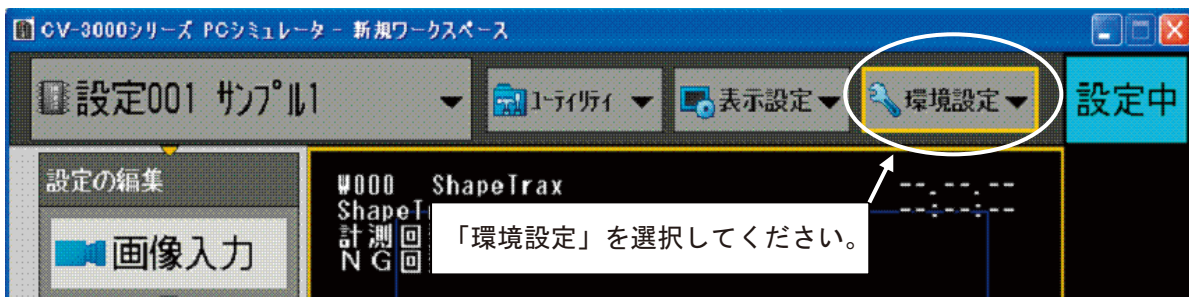 CV-3000シリーズ PCシミュレータ - 新規ワークスペース
設定001 ｻﾝﾌﾟﾙ1
ﾕｰﾃｨﾘﾃｨ
表示設定
環境設定
設定中
設定の編集
画像入力
W000 ShapeTrax
--.--.--
ShapeT
--:--:--
計測回
NG回
「環境設定」を選択してください。